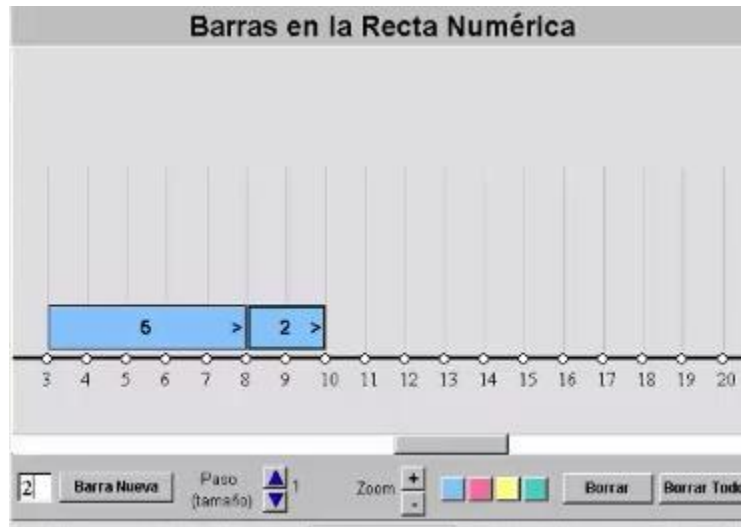 Barras en la Recta Numérica
5 > 2 >
3 4 5 6 7 8 9 10 11 12 13 14 15 16 17 18 19 20
2 Barra Nueva Paso 1 Zoom + Borrar Borrar Todo
(tamaño) -